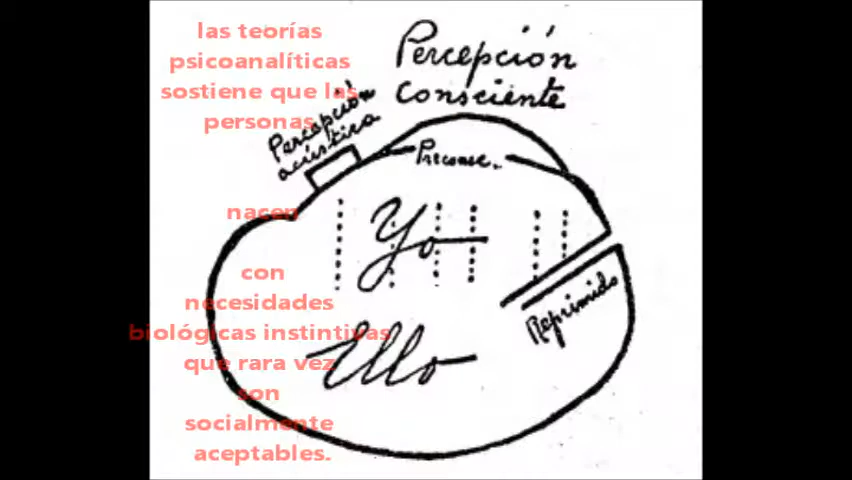 las teorías
psicoanalíticas
sostiene que las
personas
nacen
con
necesidades
biológicas instintivas
que rara vez
son
socialmente
aceptables.
Percepción
consciente
Percepción
acústica
Preconsc.
Yo
Ello
Reprimido